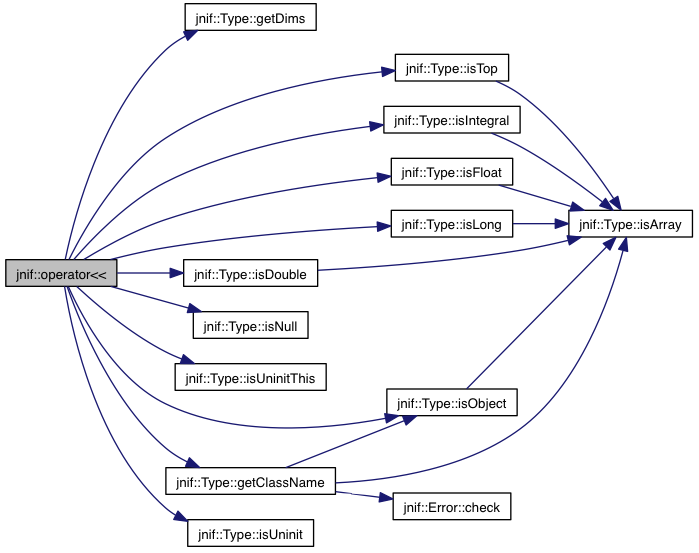 jnif::Type::getDims
jnif::Type::isTop
jnif::Type::isIntegral
jnif::Type::isFloat
jnif::Type::isLong
jnif::Type::isArray
jnif::operator<<
jnif::Type::isDouble
jnif::Type::isNull
jnif::Type::isUninitThis
jnif::Type::isObject
jnif::Type::getClassName
jnif::Error::check
jnif::Type::isUninit